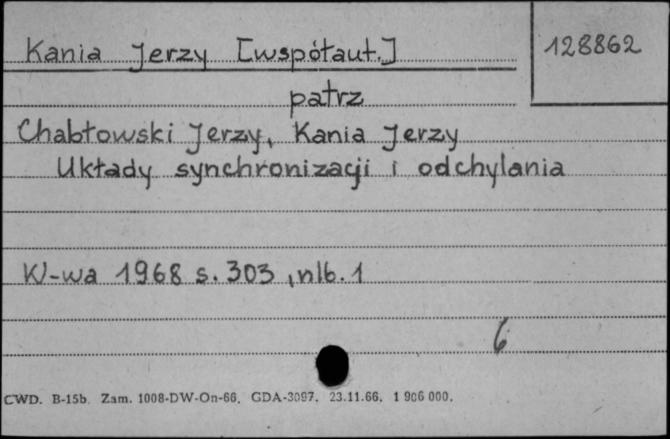 Kania Jerzy [współaut.]
128862
patrz
Chabłowski Jerzy, Kania Jerzy
Układy synchronizacji i odchylania
W-wa 1968 s. 303, nlb. 1
6
CWD. B-15b. Zam. 1008-DW-On-66. GDA-3097. 23.11.66. 1 906 000.